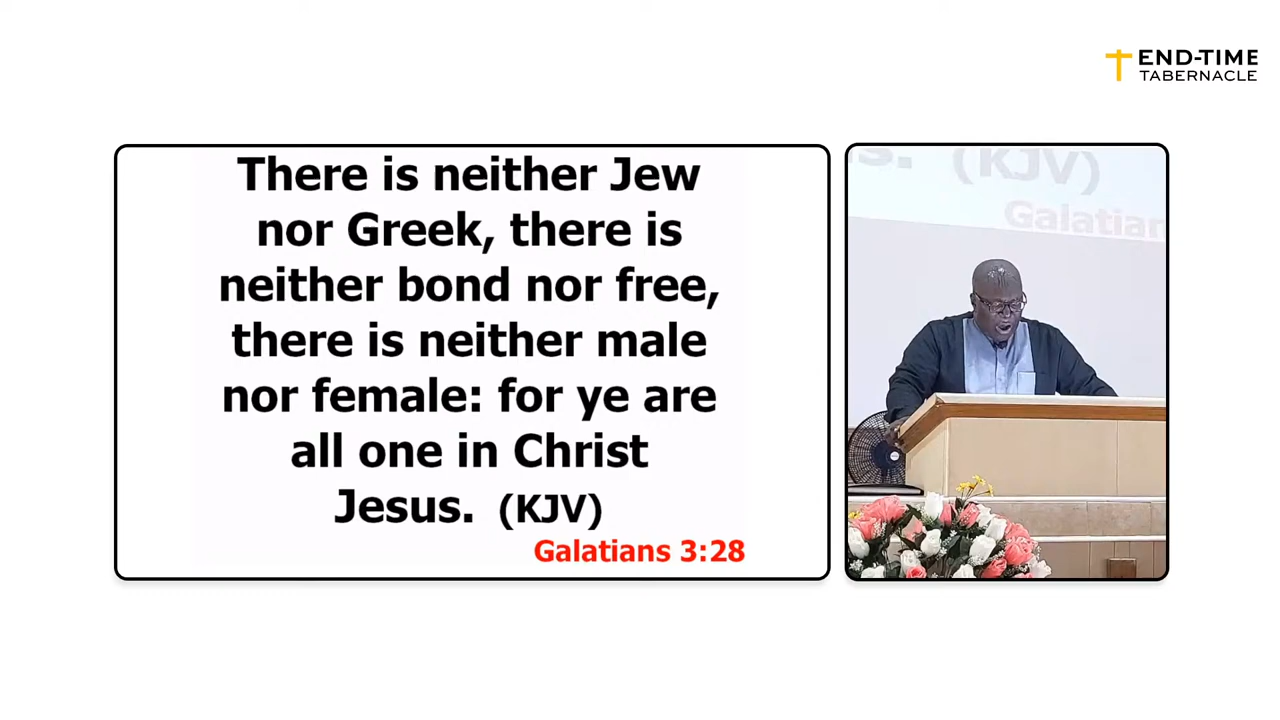 END-TIME
TABERNACLE
There is neither Jew
nor Greek, there is
neither bond nor free,
there is neither male
nor female: for ye are
all one in Christ
Jesus. (KJV)
Galatians 3:28
s. (KJV)
Galatian